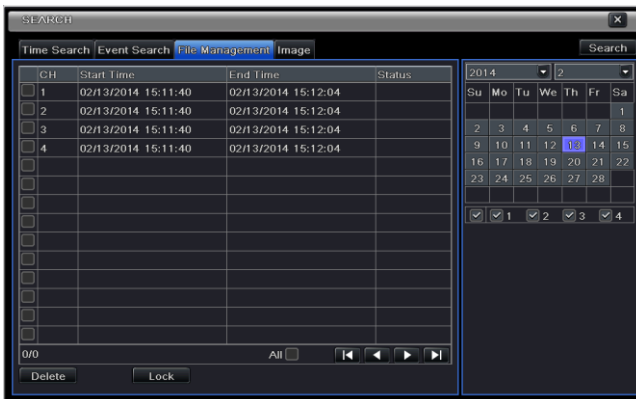 SEARCH
Time Search Event Search File Management Image Search
CH Start Time End Time Status
1 02/13/2014 15:11:40 02/13/2014 15:12:04
2 02/13/2014 15:11:40 02/13/2014 15:12:04
3 02/13/2014 15:11:40 02/13/2014 15:12:04
4 02/13/2014 15:11:40 02/13/2014 15:12:04
0/0 All
Delete Lock
2014 2
Su Mo Tu We Th Fr Sa
1
2 3 4 5 6 7 8
9 10 11 12 13 14 15
16 17 18 19 20 21 22
23 24 25 26 27 28
1 2 3 4